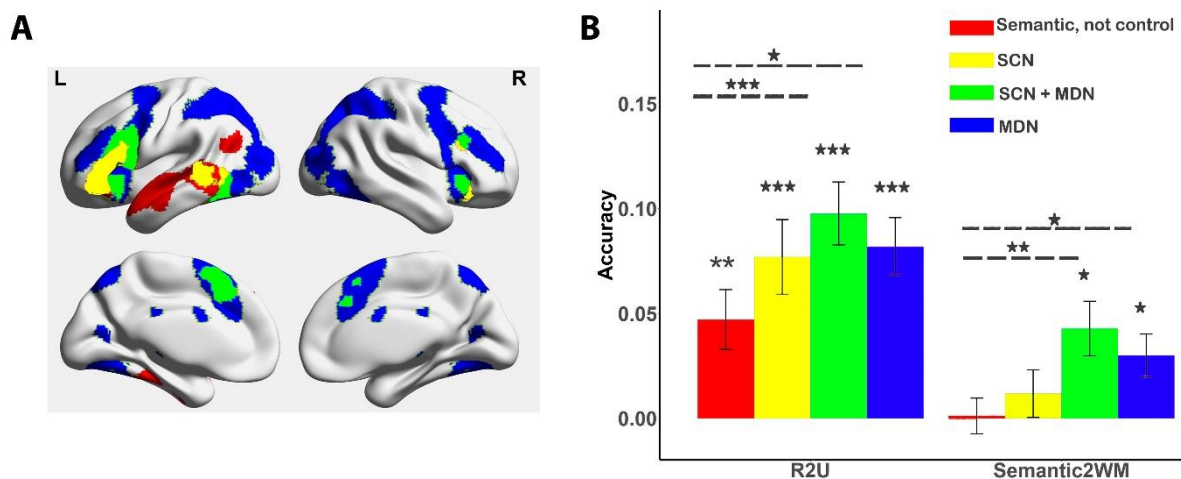 A
L
R
B
Semantic, not control
SCN
SCN + MDN
MDN
Accuracy
0.15
0.10
0.05
0.00
*
***
**
***
***
***
*
**
*
*
R2U
Semantic2WM